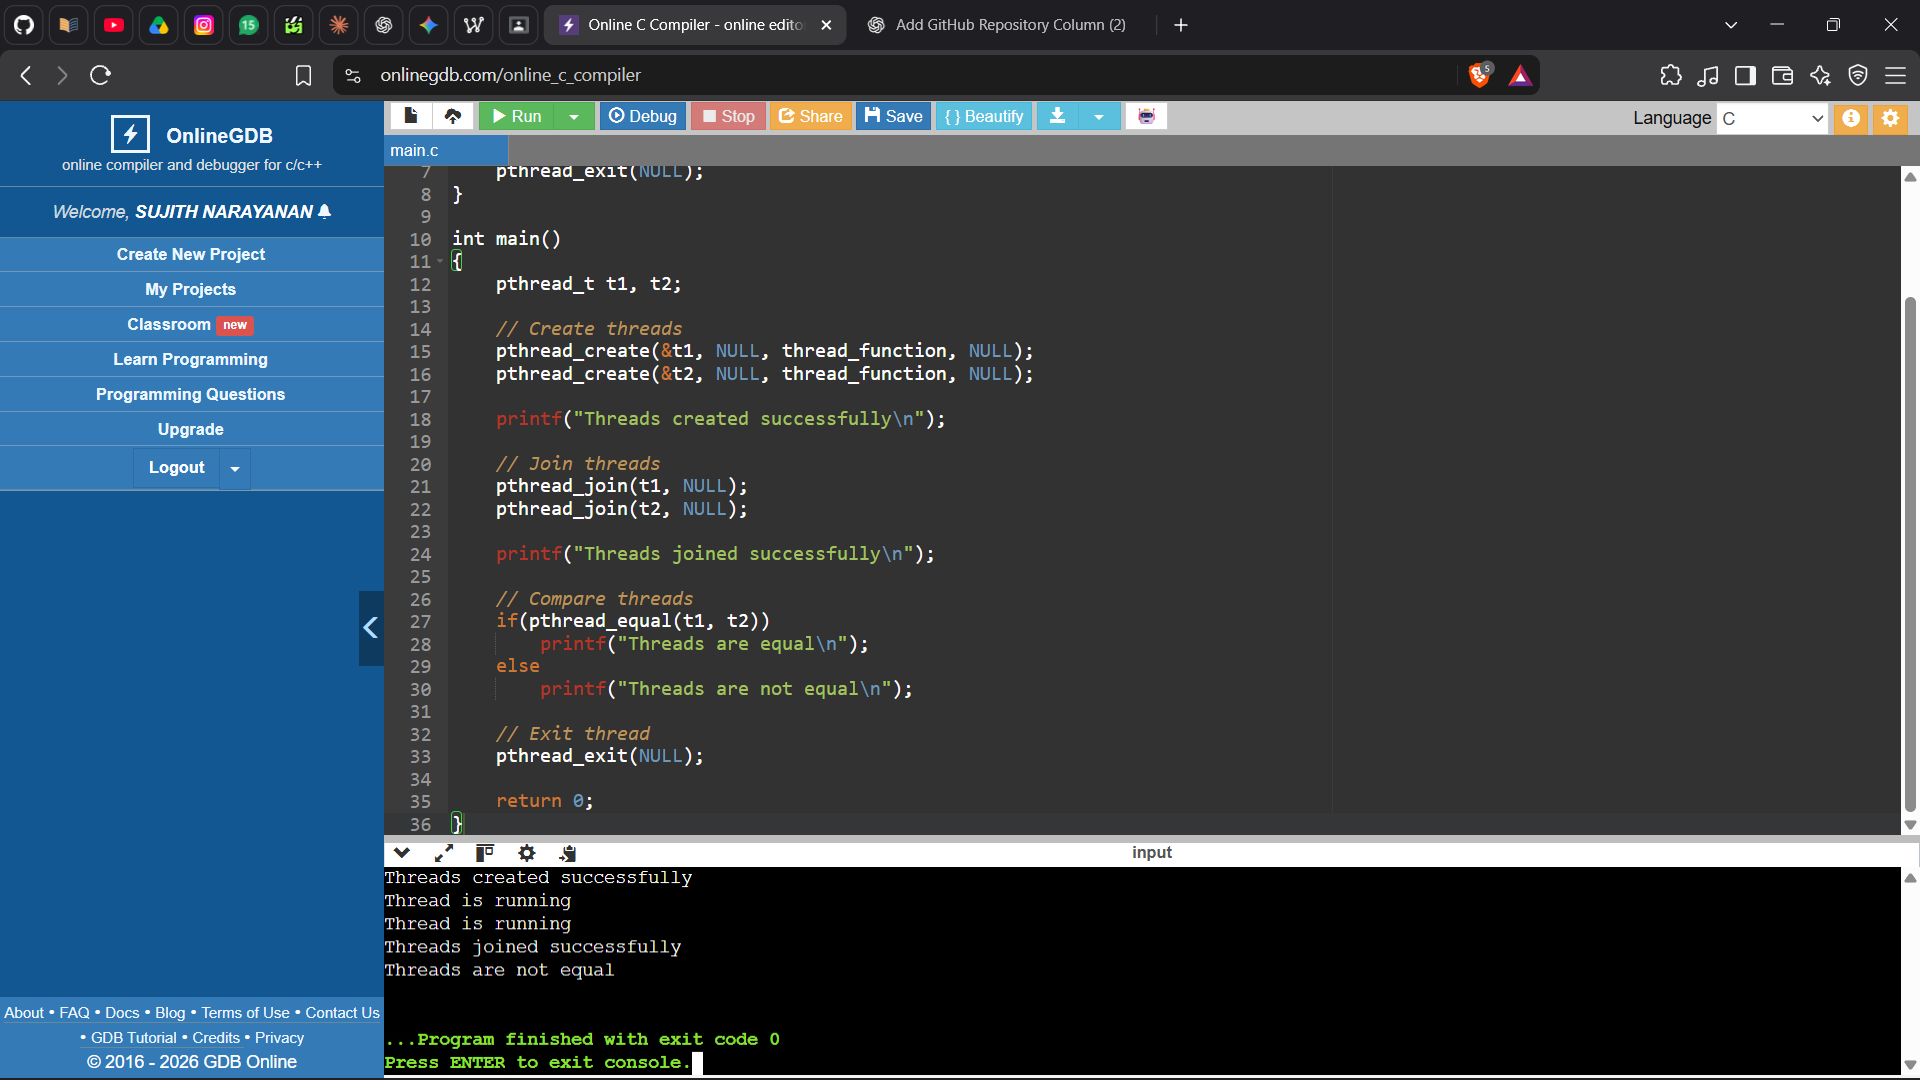 15
Online C Compiler - online edito
Add GitHub Repository Column (2)
onlinegdb.com/online_c_compiler
5
OnlineGDB
online compiler and debugger for c/c++
Welcome, SUJITH NARAYANAN
Create New Project
My Projects
Classroom new
Learn Programming
Programming Questions
Upgrade
Logout
About • FAQ • Docs • Blog • Terms of Use • Contact Us
• GDB Tutorial • Credits • Privacy
© 2016 - 2026 GDB Online
Run Debug Stop Share Save { } Beautify Language C
main.c
7 pthread_exit(NULL);
8 }
9
10 int main()
11 {
12 pthread_t t1, t2;
13
14 // Create threads
15 pthread_create(&t1, NULL, thread_function, NULL);
16 pthread_create(&t2, NULL, thread_function, NULL);
17
18 printf("Threads created successfully\n");
19
20 // Join threads
21 pthread_join(t1, NULL);
22 pthread_join(t2, NULL);
23
24 printf("Threads joined successfully\n");
25
26 // Compare threads
27 if(pthread_equal(t1, t2))
28 printf("Threads are equal\n");
29 else
30 printf("Threads are not equal\n");
31
32 // Exit thread
33 pthread_exit(NULL);
34
35 return 0;
36 }
input
Threads created successfully
Thread is running
Thread is running
Threads joined successfully
Threads are not equal
...Program finished with exit code 0
Press ENTER to exit console.